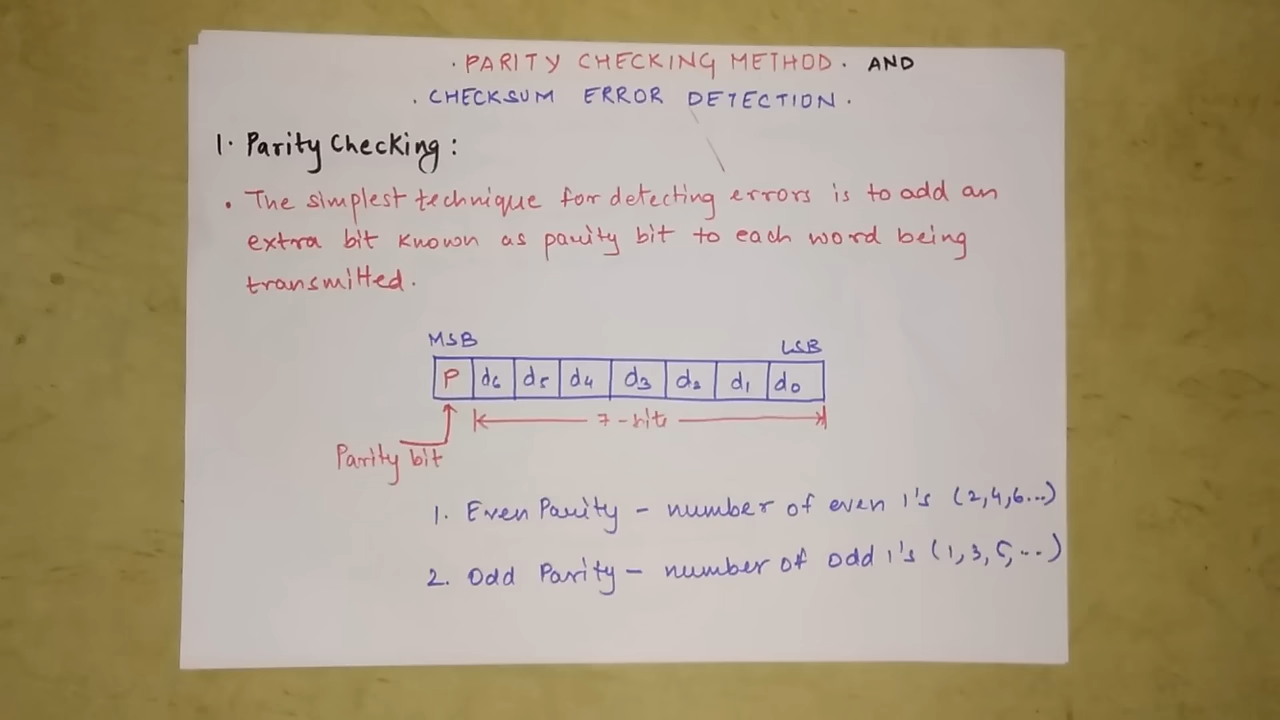 . PARITY CHECKING METHOD . AND
. CHECKSUM ERROR DETECTION .
1. Parity Checking :
. The simplest technique for detecting errors is to add an
extra bit known as parity bit to each word being
transmitted.
MSB LSB
P d6 d5 d4 d3 d2 d1 d0
7-bits
Parity bit
1. Even Parity - number of even 1's (2,4,6...)
2. Odd Parity - number of odd 1's (1,3,5,...)